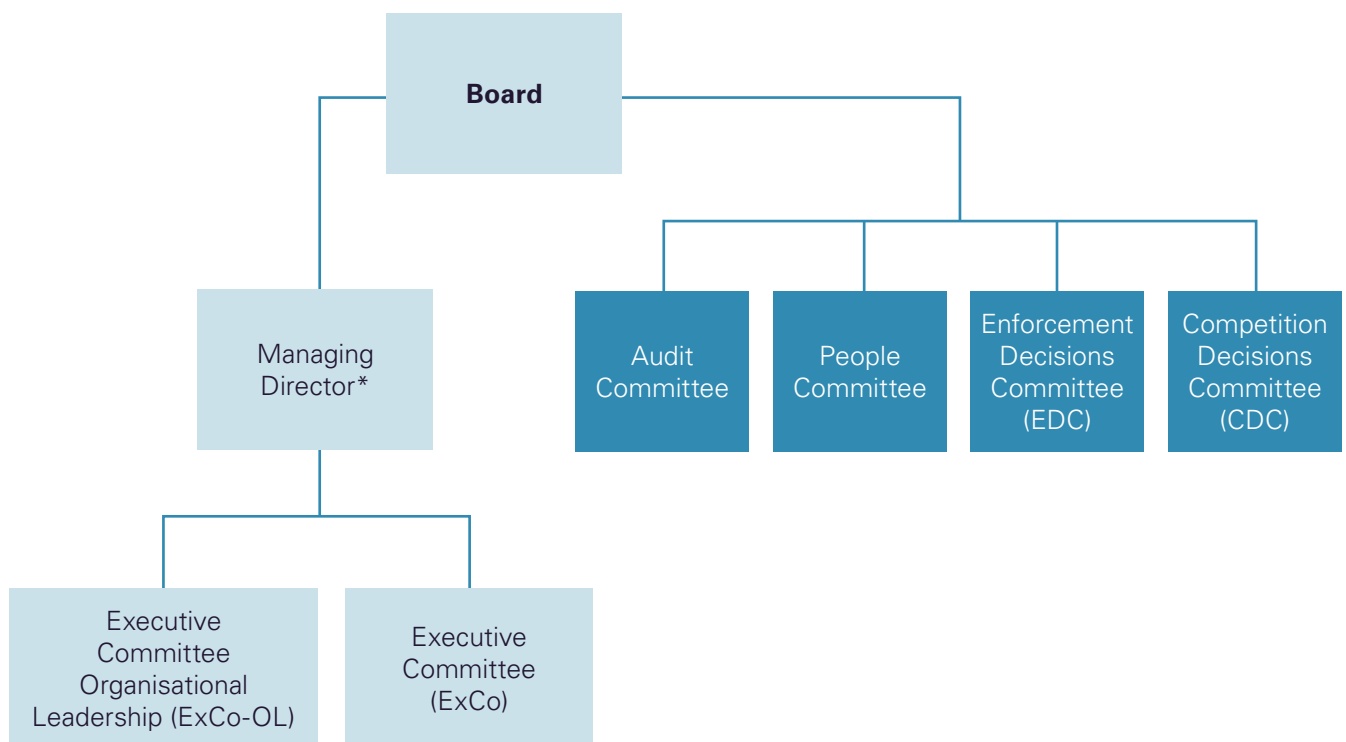 Board
Managing
Director*
Audit
Committee
People
Committee
Enforcement
Decisions
Committee
(EDC)
Competition
Decisions
Committee
(CDC)
Executive
Committee
Organisational
Leadership (ExCo-OL)
Executive
Committee
(ExCo)